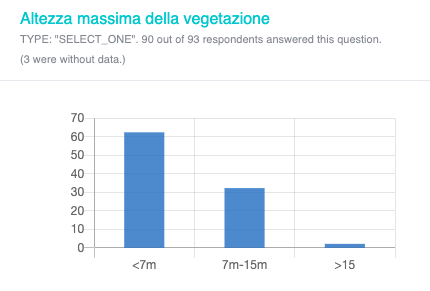 Altezza massima della vegetazione
TYPE: "SELECT_ONE". 90 out of 93 respondents answered this question.
(3 were without data.)
70
60
50
40
30
20
10
0
<7m
7m-15m
>15